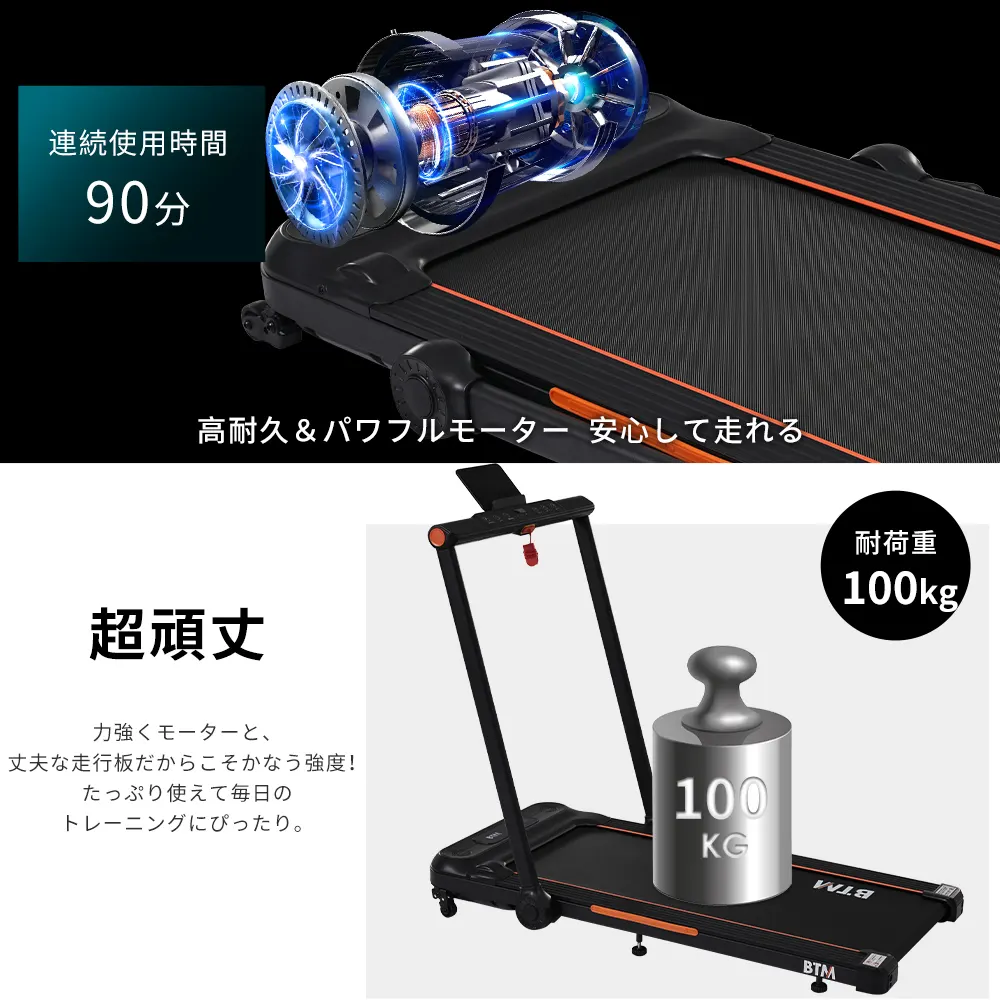 連続使用時間
90分
高耐久＆パワフルモーター 安心して走れる
耐荷重
100kg
超頑丈
力強くモーターと、
丈夫な走行板だからこそかなう強度！
たっぷり使えて毎日の
トレーニングにぴったり。
100
KG
BTM
BTM
BTM